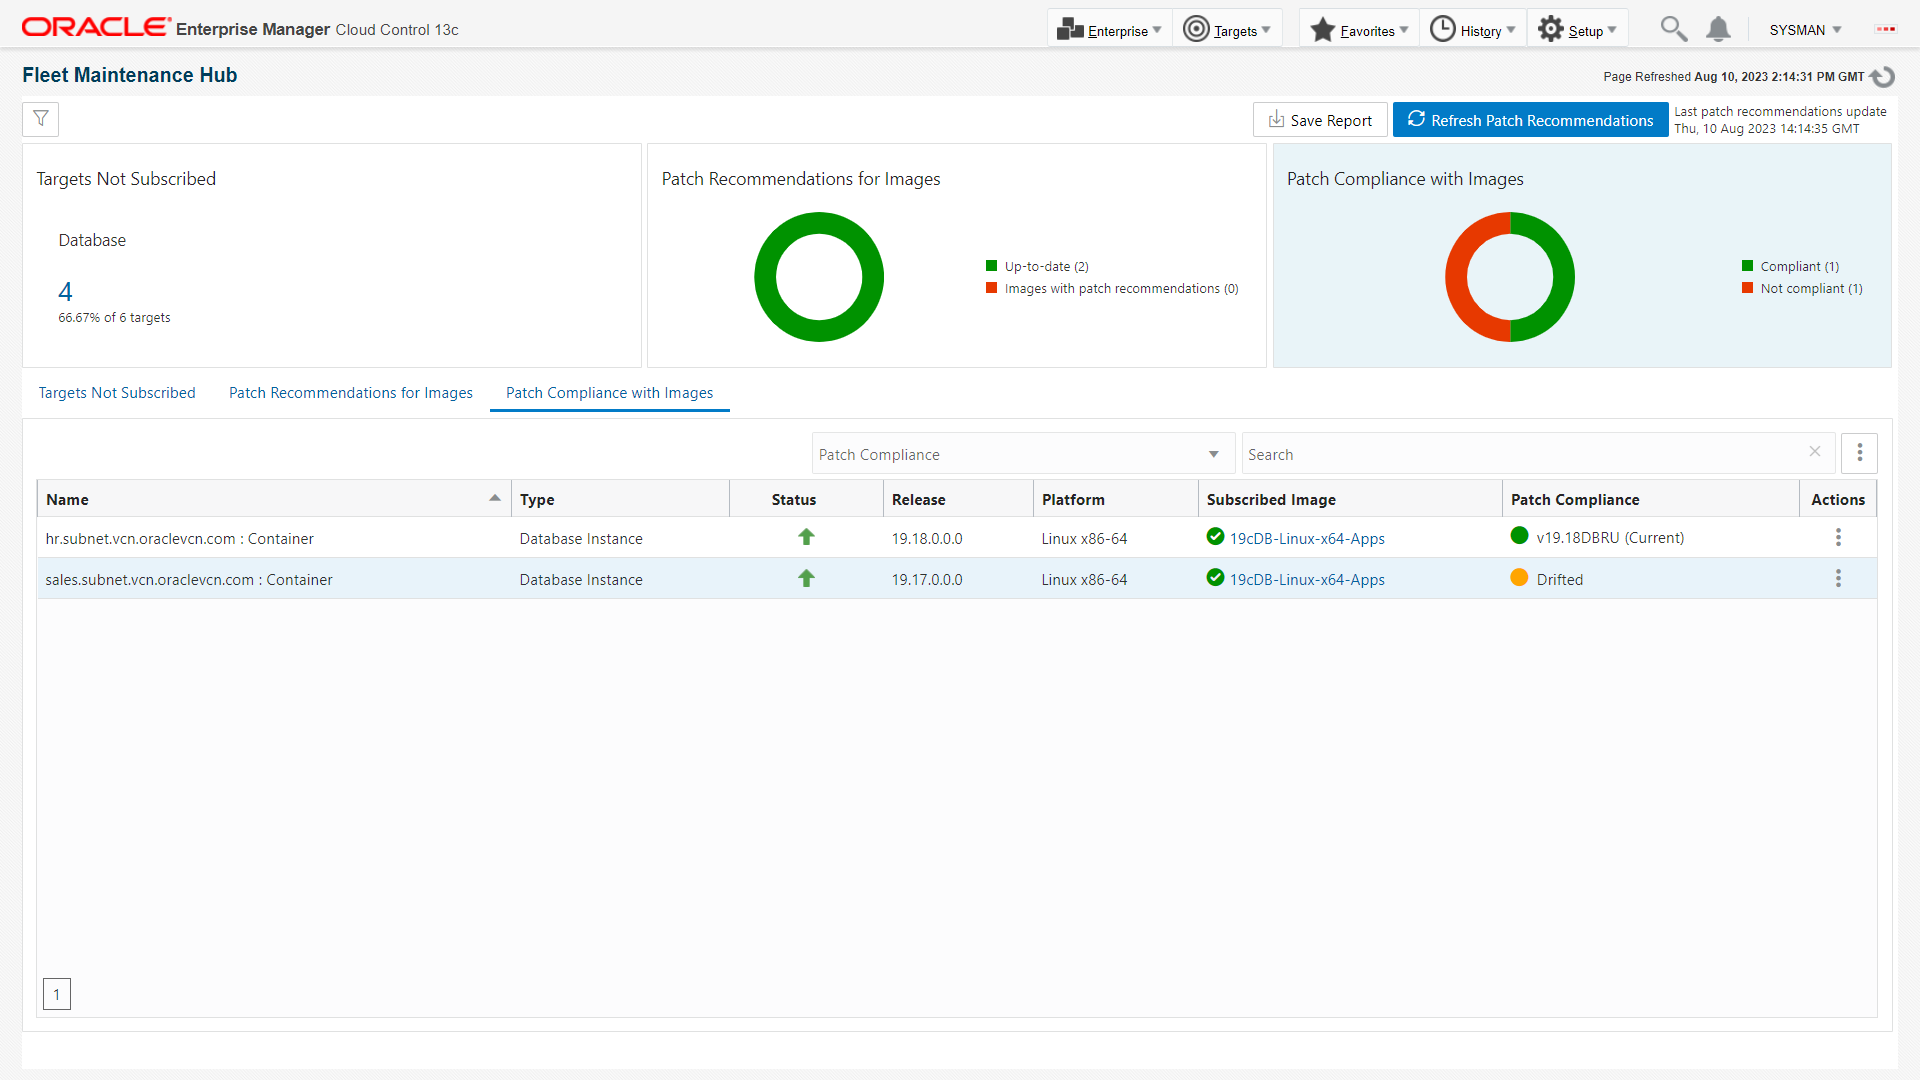 ORACLE Enterprise Manager Cloud Control 13c
Enterprise
Targets
Favorites
History
Setup
SYSMAN
Fleet Maintenance Hub
Page Refreshed Aug 10, 2023 2:14:31 PM GMT
Save Report
Refresh Patch Recommendations
Last patch recommendations update
Thu, 10 Aug 2023 14:14:35 GMT
Targets Not Subscribed
Database
4
66.67% of 6 targets
Patch Recommendations for Images
Up-to-date (2)
Images with patch recommendations (0)
Patch Compliance with Images
Compliant (1)
Not compliant (1)
Targets Not Subscribed
Patch Recommendations for Images
Patch Compliance with Images
Patch Compliance
Search
Name Type Status Release Platform Subscribed Image Patch Compliance Actions
hr.subnet.vcn.oraclevcn.com : Container Database Instance 19.18.0.0.0 Linux x86-64 19cDB-Linux-x64-Apps v19.18DBRU (Current)
sales.subnet.vcn.oraclevcn.com : Container Database Instance 19.17.0.0.0 Linux x86-64 19cDB-Linux-x64-Apps Drifted
1